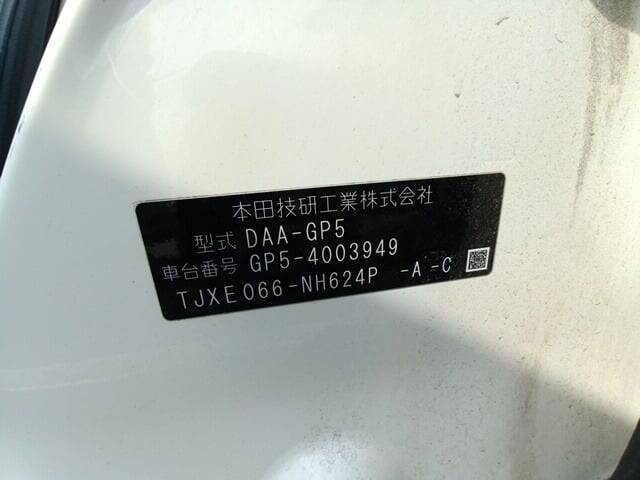 本田技研工業株式会社
型式 DAA-GP5
車台番号 GP5-4003949
TJXE066-NH624P -A-C